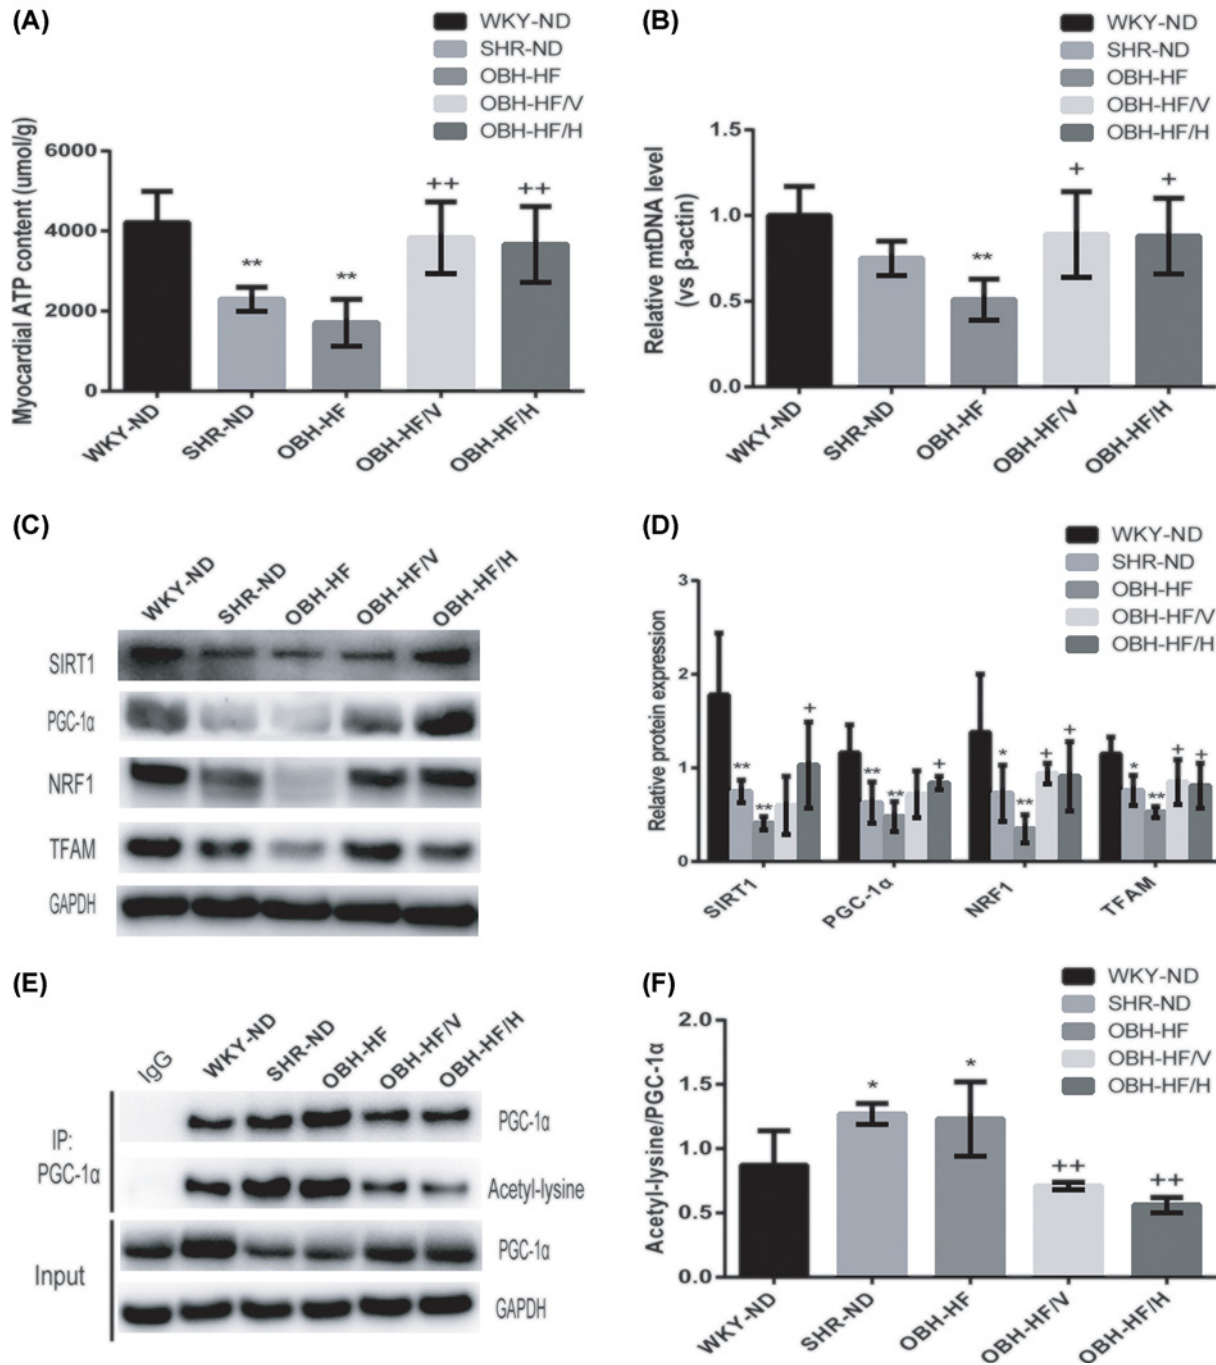 (A)
WKY-ND
SHR-ND
OBH-HF
OBH-HF/V
OBH-HF/H
Myocardial ATP content (umol/g)
6000
4000
2000
0
**
**
++
++
WKY-ND
SHR-ND
OBH-HF
OBH-HF/V
OBH-HF/H
(B)
WKY-ND
SHR-ND
OBH-HF
OBH-HF/V
OBH-HF/H
Relative mtDNA level
(vs β-actin)
1.5
1.0
0.5
0.0
**
+
+
WKY-ND
SHR-ND
OBH-HF
OBH-HF/V
OBH-HF/H
(C)
WKY-ND
SHR-ND
OBH-HF
OBH-HF/V
OBH-HF/H
SIRT1
PGC-1α
NRF1
TFAM
GAPDH
(D)
WKY-ND
SHR-ND
OBH-HF
OBH-HF/V
OBH-HF/H
Relative protein expression
3
2
1
0
**
**
+
**
**
+
*
**
+
+
*
**
+
+
SIRT1
PGC-1α
NRF1
TFAM
(E)
IgG
WKY-ND
SHR-ND
OBH-HF
OBH-HF/V
OBH-HF/H
IP:
PGC-1α
PGC-1α
Acetyl-lysine
Input
PGC-1α
GAPDH
(F)
WKY-ND
SHR-ND
OBH-HF
OBH-HF/V
OBH-HF/H
Acetyl-lysine/PGC-1α
2.0
1.5
1.0
0.5
0.0
*
*
++
++
WKY-ND
SHR-ND
OBH-HF
OBH-HF/V
OBH-HF/H